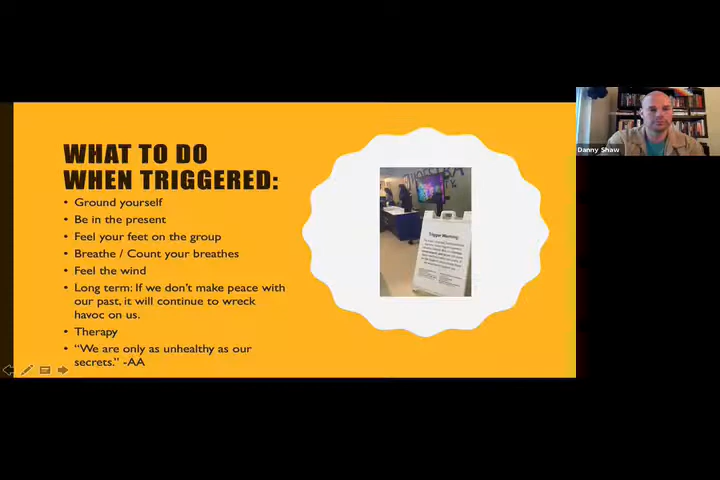 WHAT TO DO
WHEN TRIGGERED:
• Ground yourself
• Be in the present
• Feel your feet on the group
• Breathe / Count your breathes
• Feel the wind
• Long term: If we don't make peace with
our past, it will continue to wreck
havoc on us.
• Therapy
• "We are only as unhealthy as our
secrets." -AA
Trigger Warning:
Danny Shaw